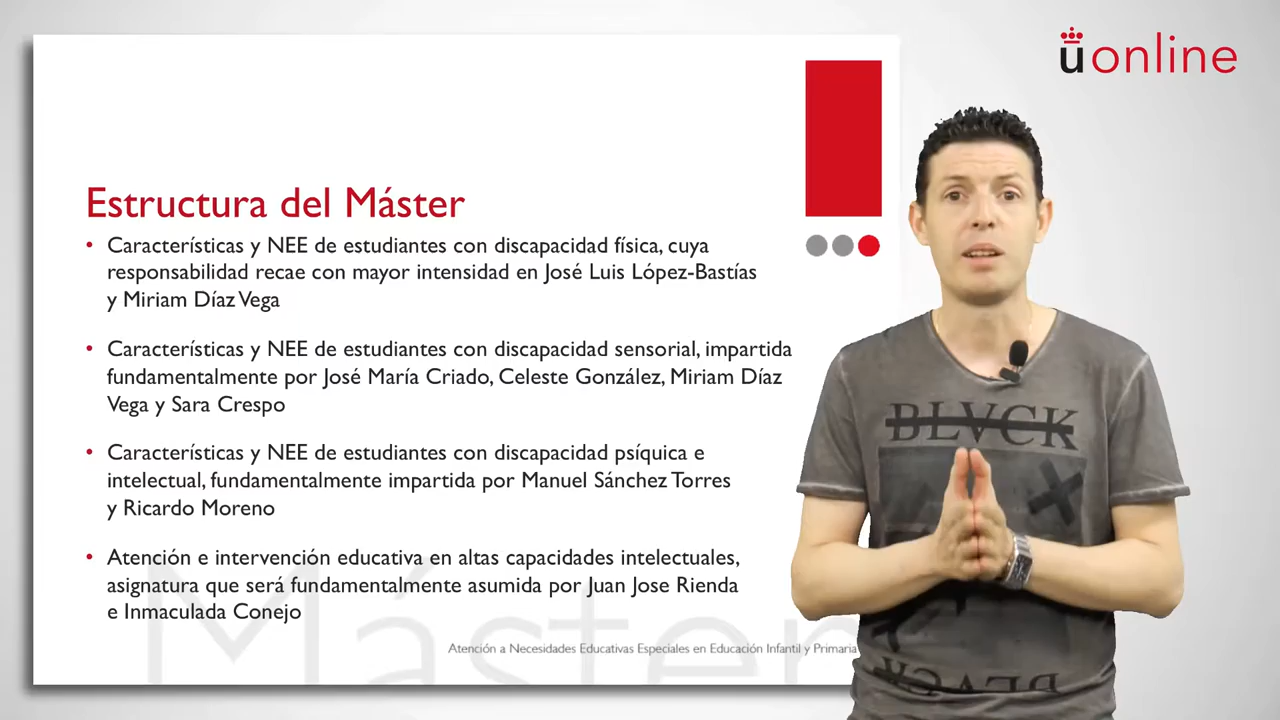 uonline
Estructura del Máster
• Características y NEE de estudiantes con discapacidad física, cuya
responsabilidad recae con mayor intensidad en José Luis López-Bastías
y Miriam Díaz Vega
• Características y NEE de estudiantes con discapacidad sensorial, impartida
fundamentalmente por José María Criado, Celeste González, Miriam Díaz
Vega y Sara Crespo
• Características y NEE de estudiantes con discapacidad psíquica e
intelectual, fundamentalmente impartida por Manuel Sánchez Torres
y Ricardo Moreno
• Atención e intervención educativa en altas capacidades intelectuales,
asignatura que será fundamentalmente asumida por Juan Jose Rienda
e Inmaculada Conejo
Máster
Atención a Necesidades Educativas Especiales en Educación Infantil y Primaria
BLVCK